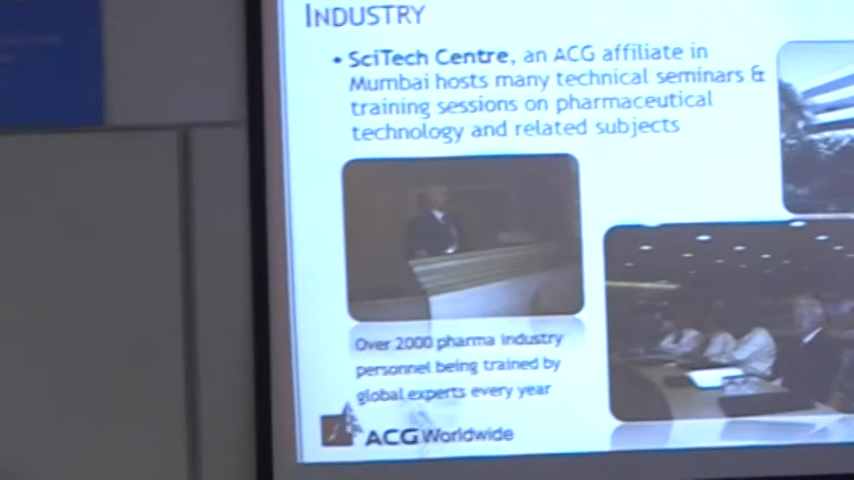 INDUSTRY
• SciTech Centre, an ACG affiliate in
Mumbai hosts many technical seminars &
training sessions on pharmaceutical
technology and related subjects
Over 2000 pharma industry
personnel being trained by
global experts every year
ACG Worldwide